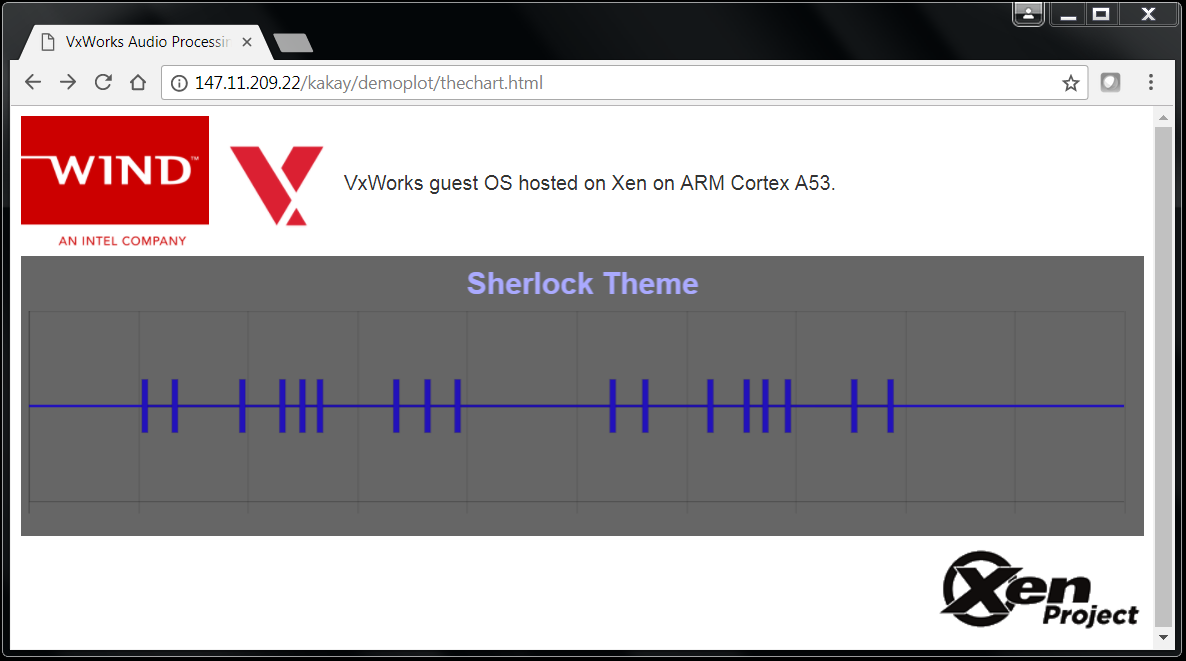 VxWorks Audio Processin
147.11.209.22/kakay/demoplot/thechart.html
WIND™
AN INTEL COMPANY
VxWorks guest OS hosted on Xen on ARM Cortex A53.
Sherlock Theme
Xen
Project